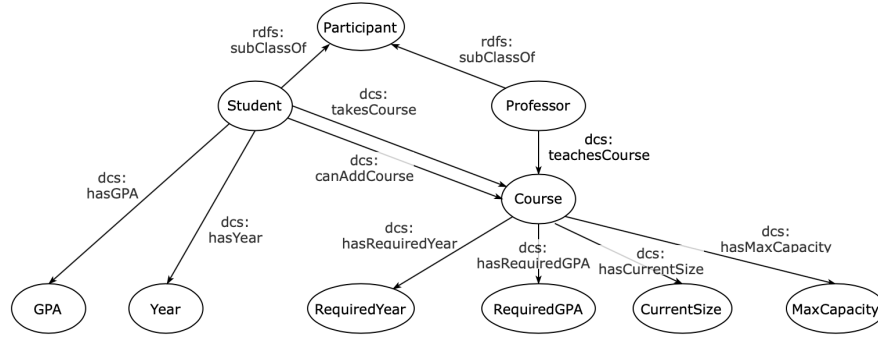 Participant
rdfs:
subClassOf
rdfs:
subClassOf
Student
Professor
dcs:
takesCourse
dcs:
teachesCourse
dcs:
canAddCourse
dcs:
hasGPA
Course
dcs:
hasYear
dcs:
hasRequiredYear
dcs:
hasRequiredGPA
dcs:
hasCurrentSize
dcs:
hasMaxCapacity
GPA
Year
RequiredYear
RequiredGPA
CurrentSize
MaxCapacity